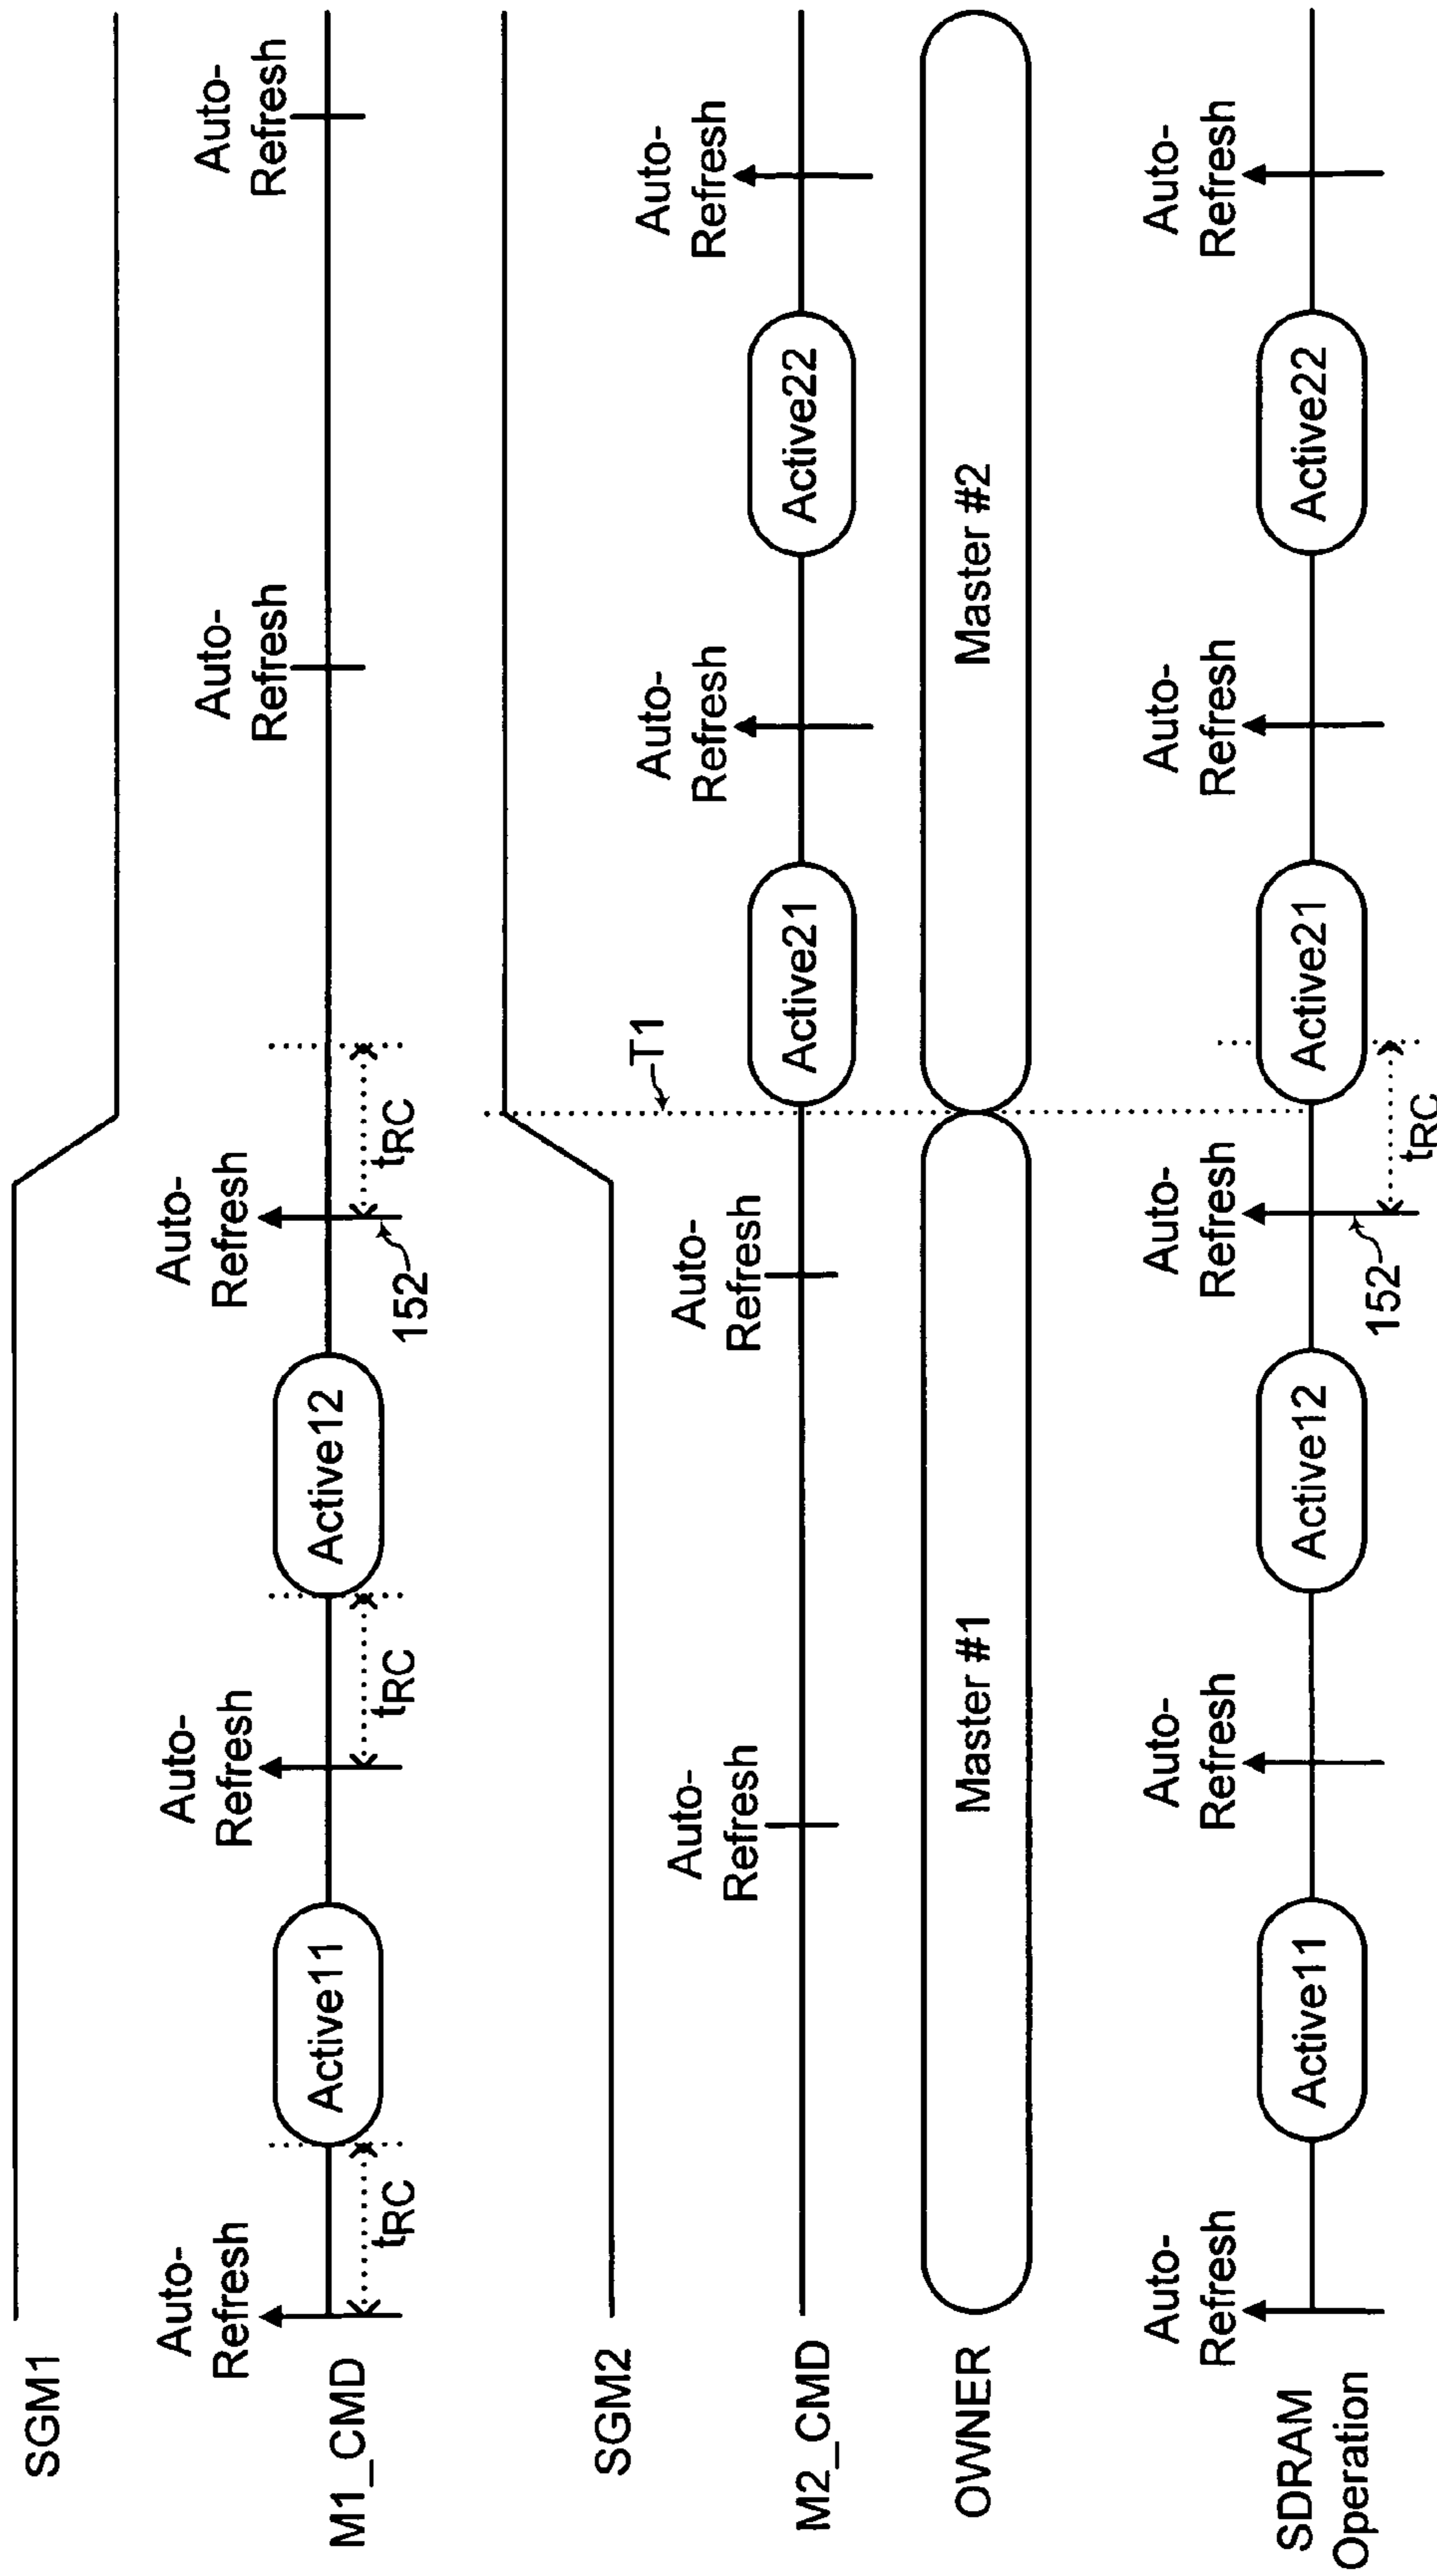 SGM1
Auto-
Refresh
Auto-
Refresh
Auto-
Refresh
Auto-
Refresh
Auto-
Refresh
M1_CMD
Active11
Active12
tRC
tRC
152
tRC
SGM2
T1
Auto-
Refresh
Auto-
Refresh
Auto-
Refresh
Auto-
Refresh
M2_CMD
Active21
Active22
OWNER
Master #1
Master #2
Auto-
Refresh
Auto-
Refresh
Auto-
Refresh
Auto-
Refresh
Auto-
Refresh
SDRAM
Operation
Active11
Active12
Active21
Active22
152
tRC